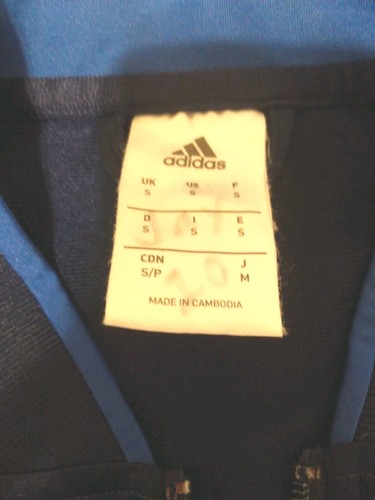 adidas
UK US F
S S S
D I E
S S S
CDN J
S/P M
MADE IN CAMBODIA